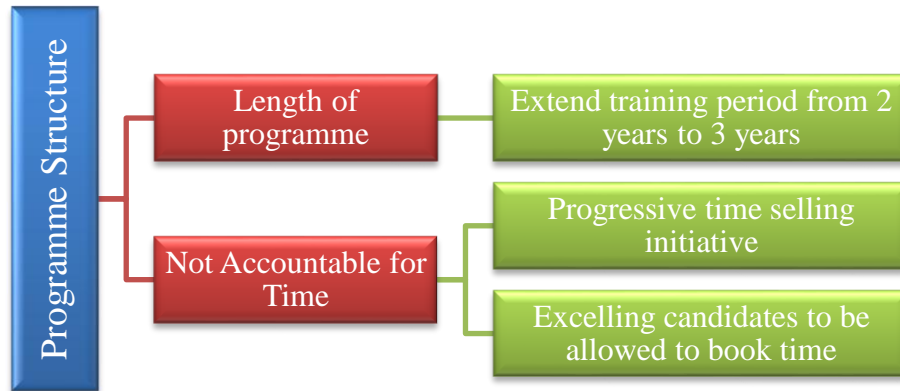 Programme Structure
Length of
programme
Extend training period from 2
years to 3 years
Not Accountable for
Time
Progressive time selling
initiative
Excelling candidates to be
allowed to book time